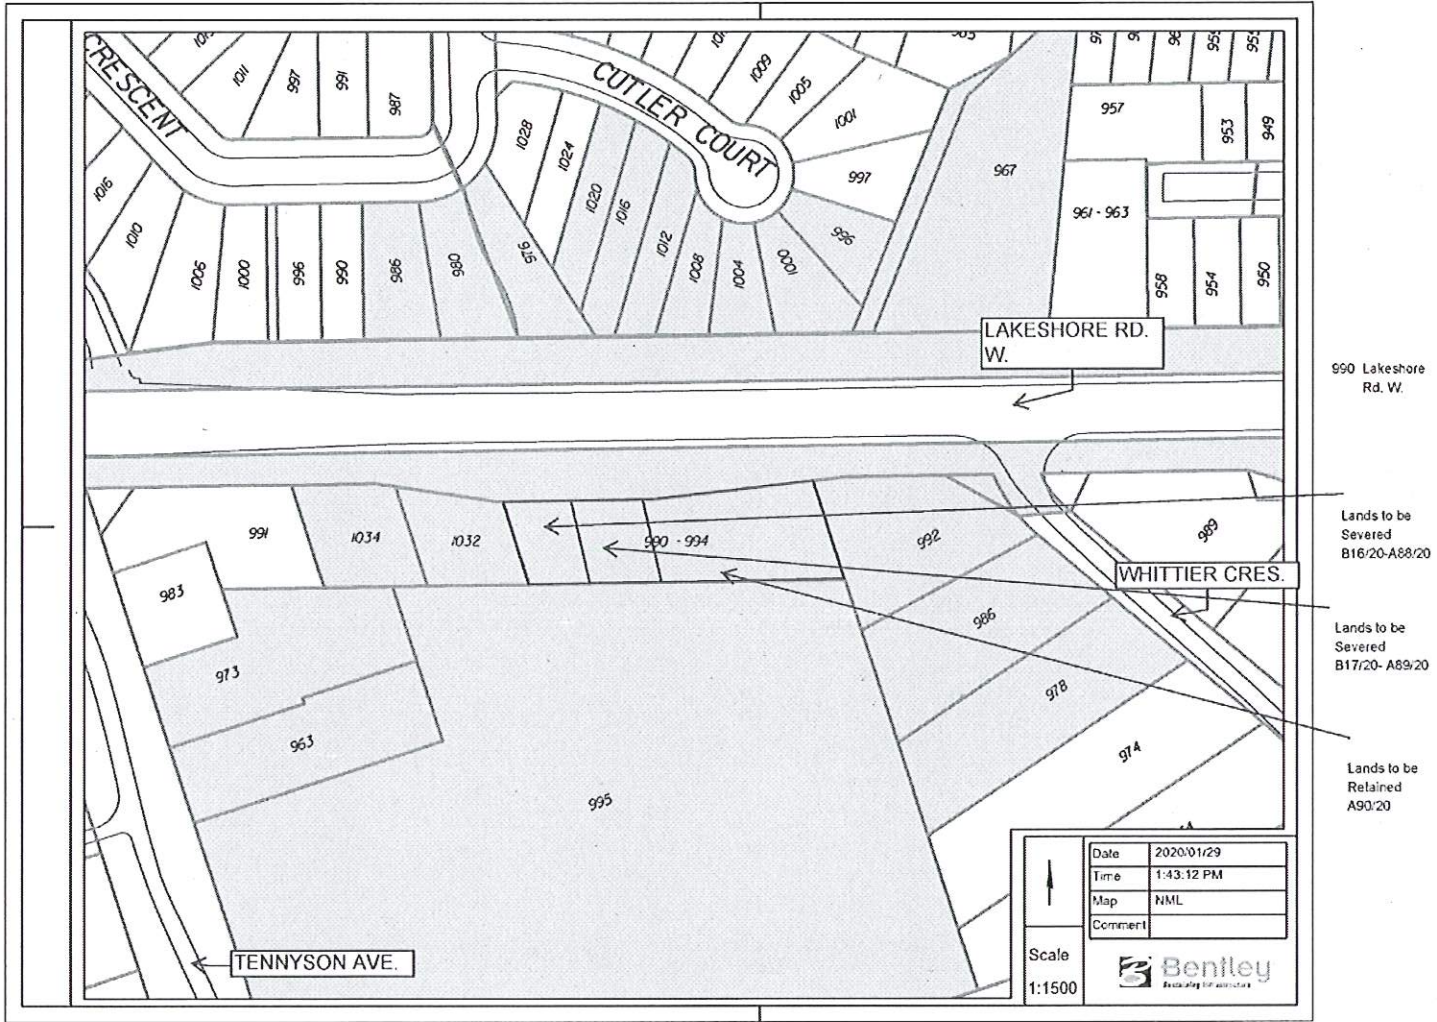 1011
997
991
987
CRESCENT
CUTLER COURT
1009
1005
1001
997
996
1000
1004
1008
1012
1016
1020
1024
1028
967
957
953
949
961 - 963
958
954
950
1016
1010
1006
1000
996
990
986
980
976
LAKESHORE RD.
W.
990 Lakeshore
Rd. W.
991
1034
1032
990 - 994
992
989
983
973
963
995
986
978
974
WHITTIER CRES.
TENNYSON AVE.
Lands to be
Severed
B16/20-A88/20
Lands to be
Severed
B17/20- A89/20
Lands to be
Retained
A90/20
Date 2020/01/29
Time 1:43:12 PM
Map NML
Comment
Scale
1:1500
Bentley